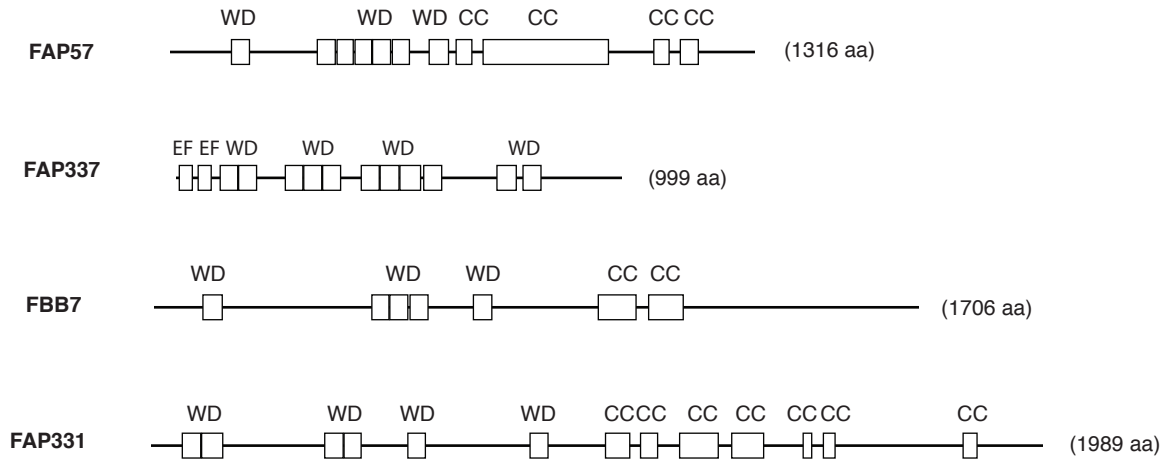 WD WD WD CC CC CC CC
FAP57 (1316 aa)
EF EF WD WD WD WD
FAP337 (999 aa)
WD WD WD CC CC
FBB7 (1706 aa)
WD WD WD WD CC CC CC CC CC CC CC
FAP331 (1989 aa)